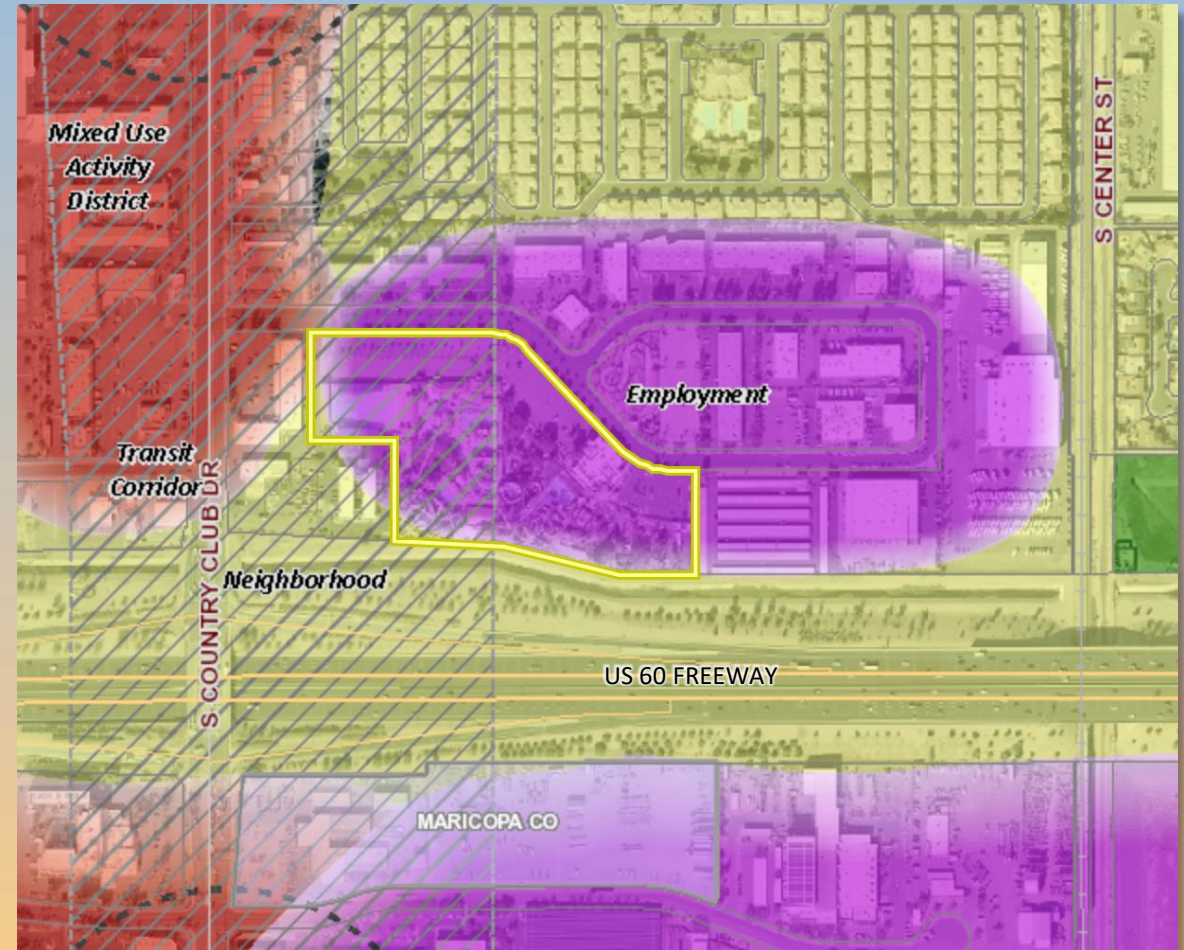 Mixed Use
Activity
District
S CENTER ST
Employment
Transit
Corridor
S COUNTRY CLUB DR
Neighborhood
US 60 FREEWAY
MARICOPA CO